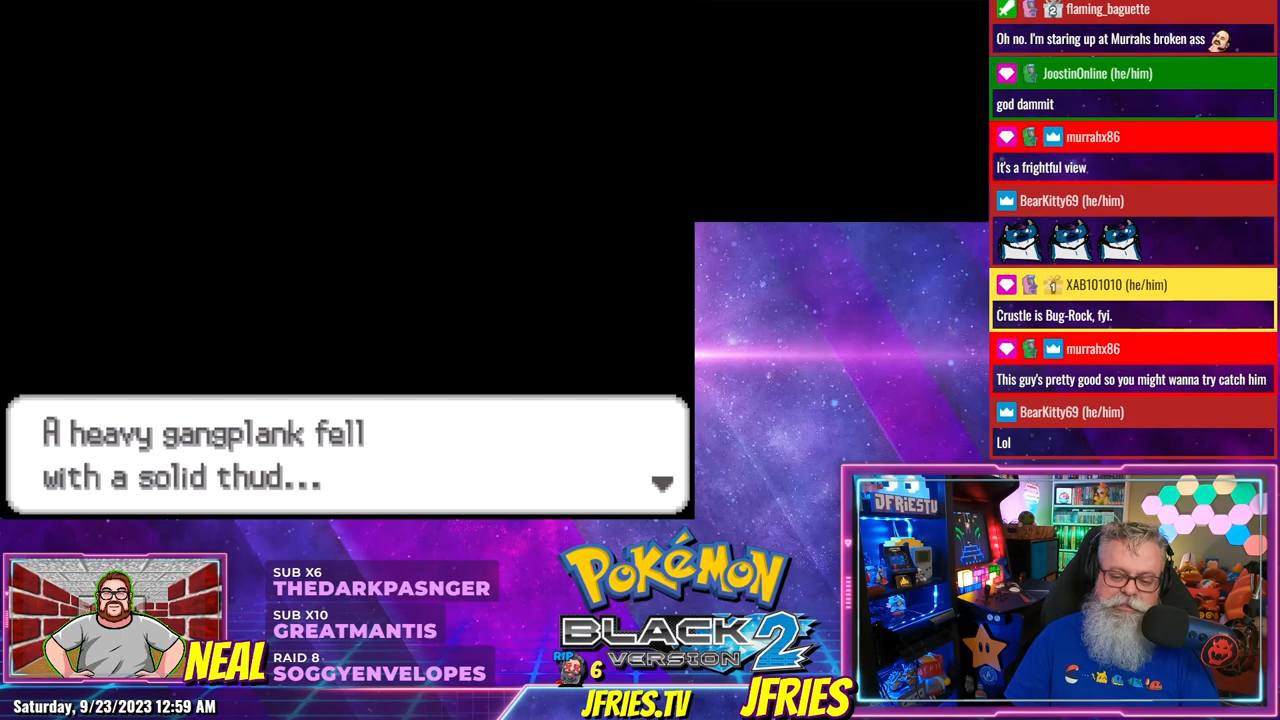 flaming_baguette
Oh no. I'm staring up at Murrahs broken ass
JoostinOnline (he/him)
god dammit
murrahx86
It's a frightful view
BearKitty69 (he/him)
XAB101010 (he/him)
Crustle is Bug-Rock, fyi.
murrahx86
This guy's pretty good so you might wanna try catch him
BearKitty69 (he/him)
Lol
A heavy gangplank fell
with a solid thud...
JFRIESTV
SUB X6
THEDARKPASNGER
SUB X10
GREATMANTIS
RAID 8
SOGGYENVELOPES
NEAL
POKéMON
BLACK 2
VERSION
RIP
6
JFRIES.TV
JFRIES
Saturday, 9/23/2023 12:59 AM